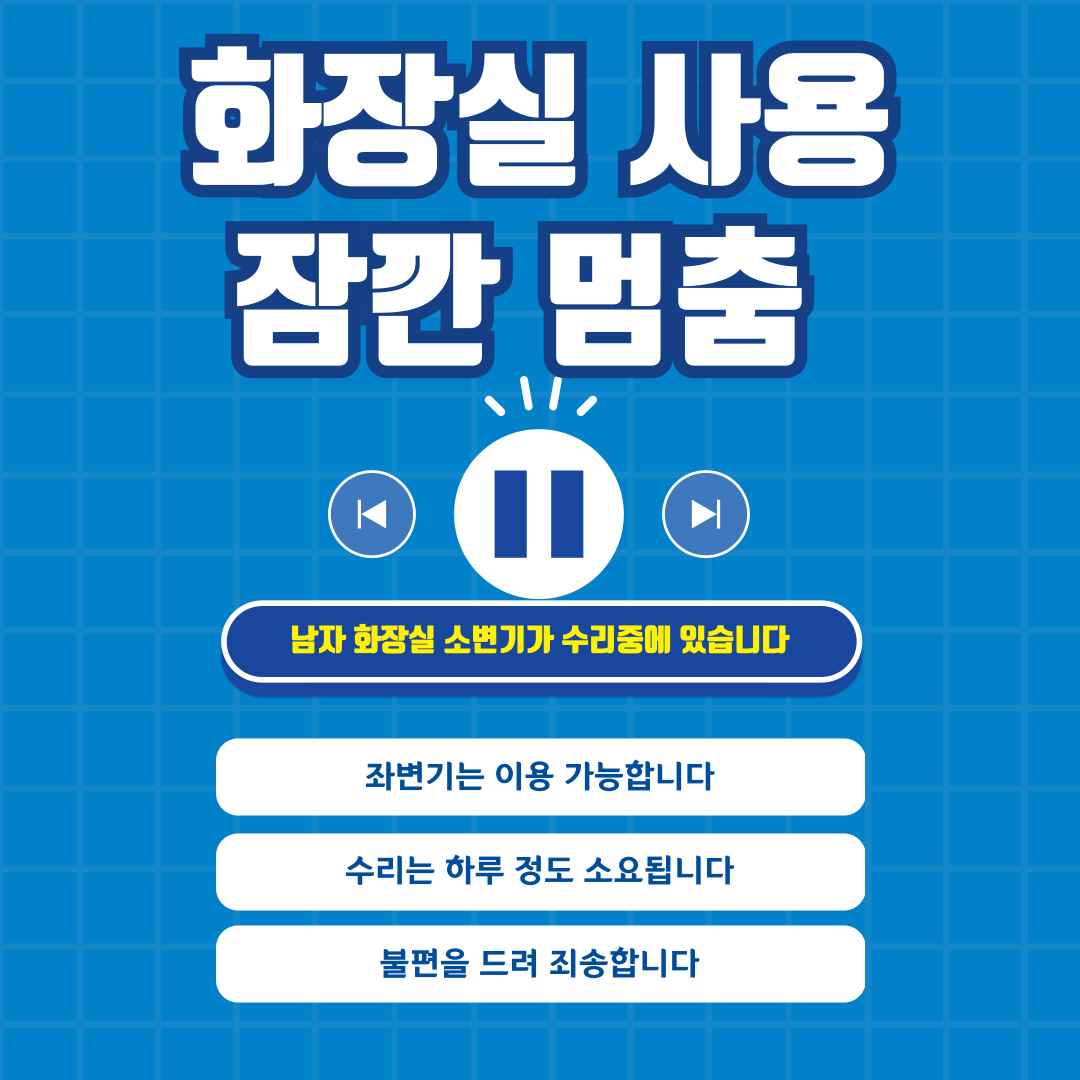 화장실 사용
잠깐 멈춤
남자 화장실 소변기가 수리중에 있습니다
좌변기는 이용 가능합니다
수리는 하루 정도 소요됩니다
불편을 드려 죄송합니다